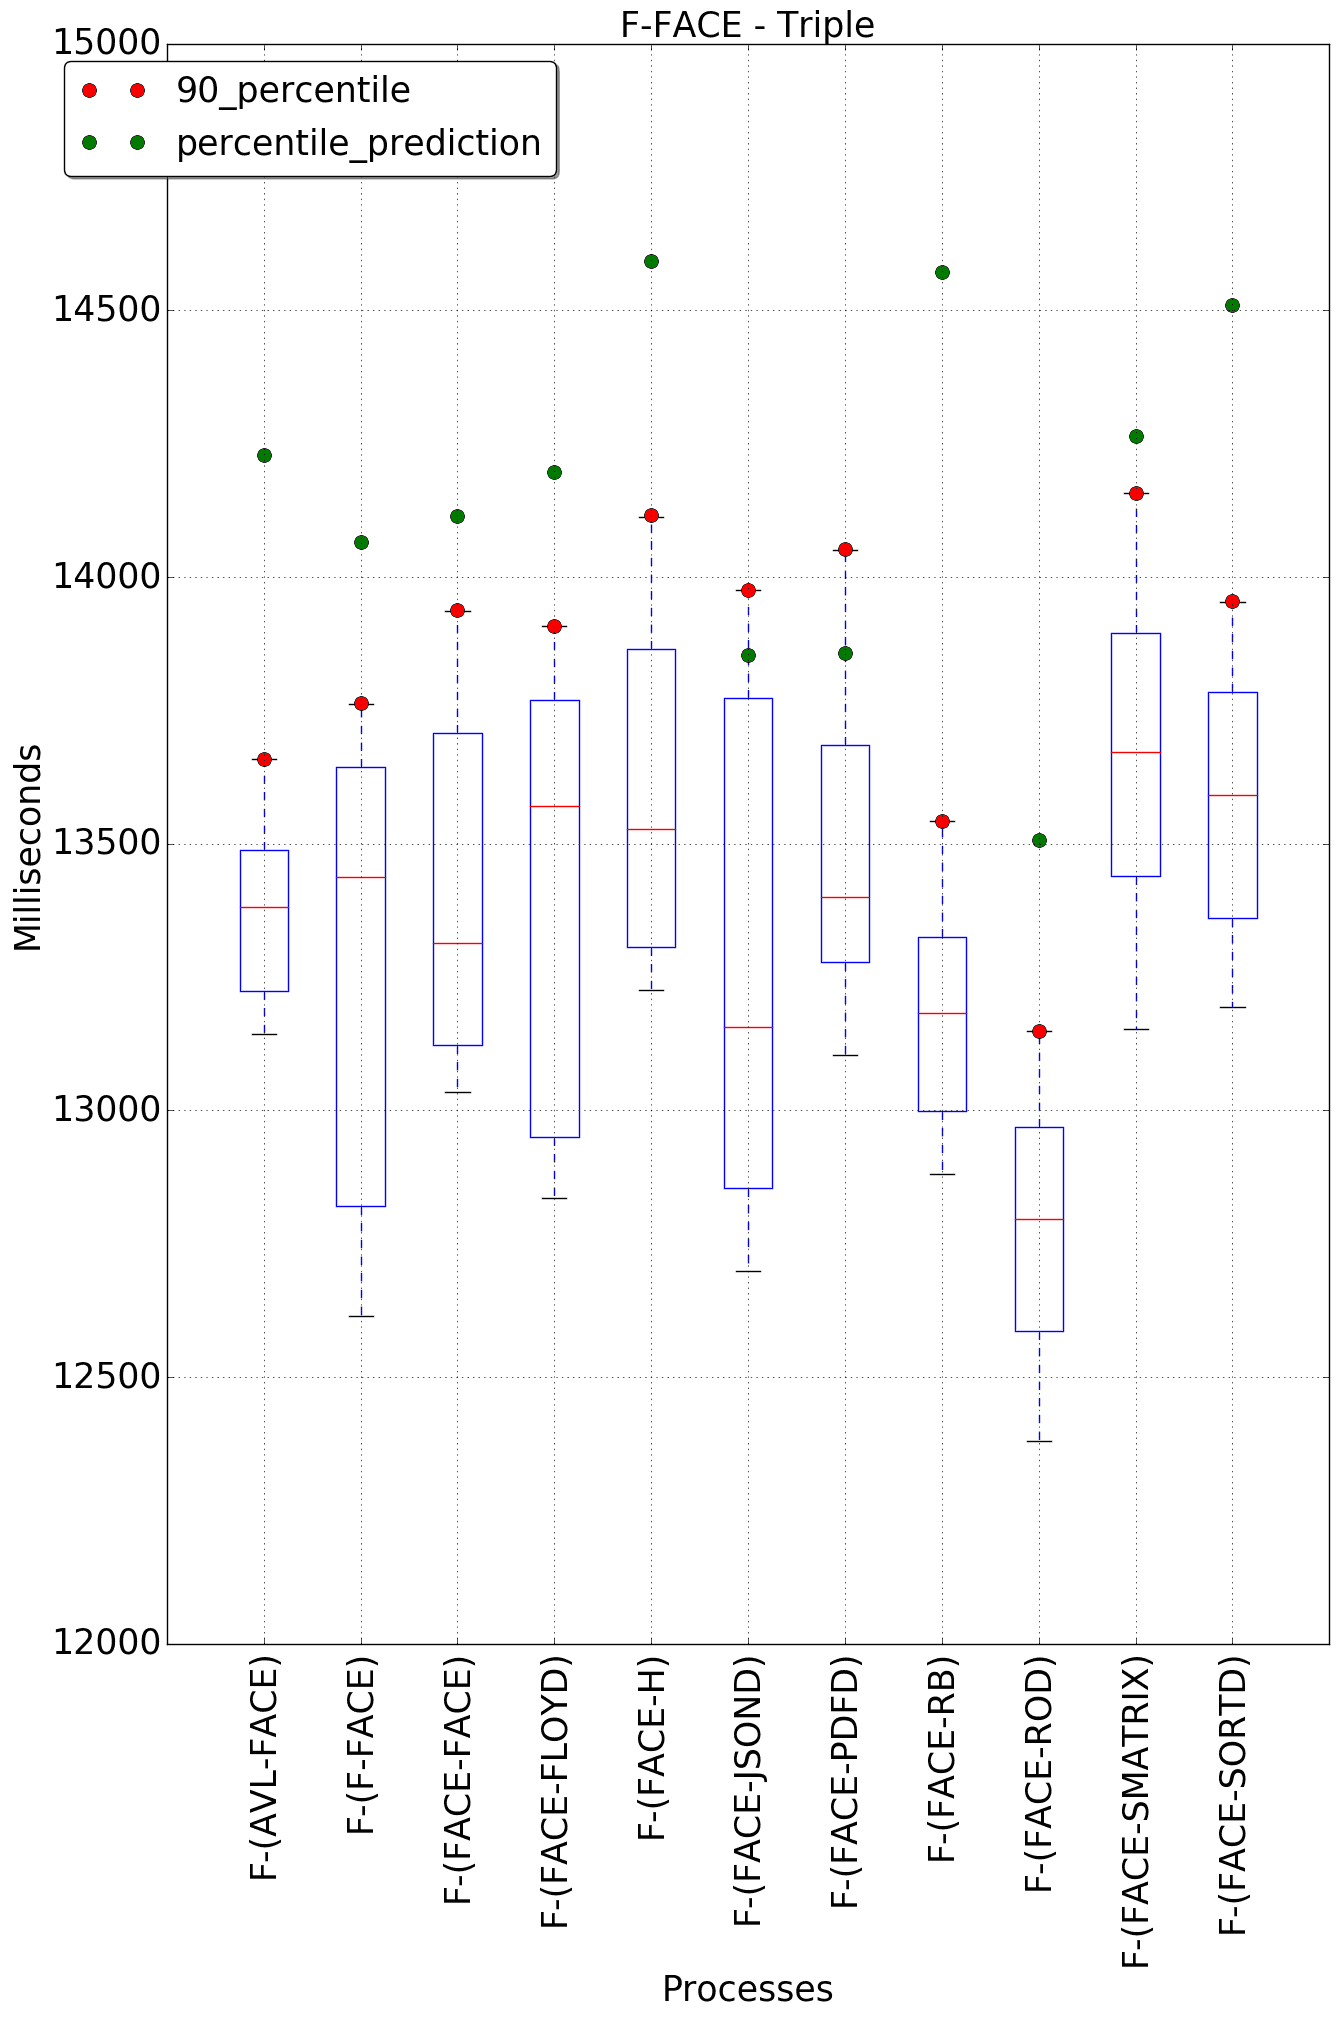 F-FACE - Triple
15000
90_percentile
percentile_prediction
14500
14000
13500
13000
12500
12000
Milliseconds
F-(AVL-FACE)
F-(F-FACE)
F-(FACE-FACE)
F-(FACE-FLOYD)
F-(FACE-H)
F-(FACE-JSOND)
F-(FACE-PDFD)
F-(FACE-RB)
F-(FACE-ROD)
F-(FACE-SMATRIX)
F-(FACE-SORTD)
Processes